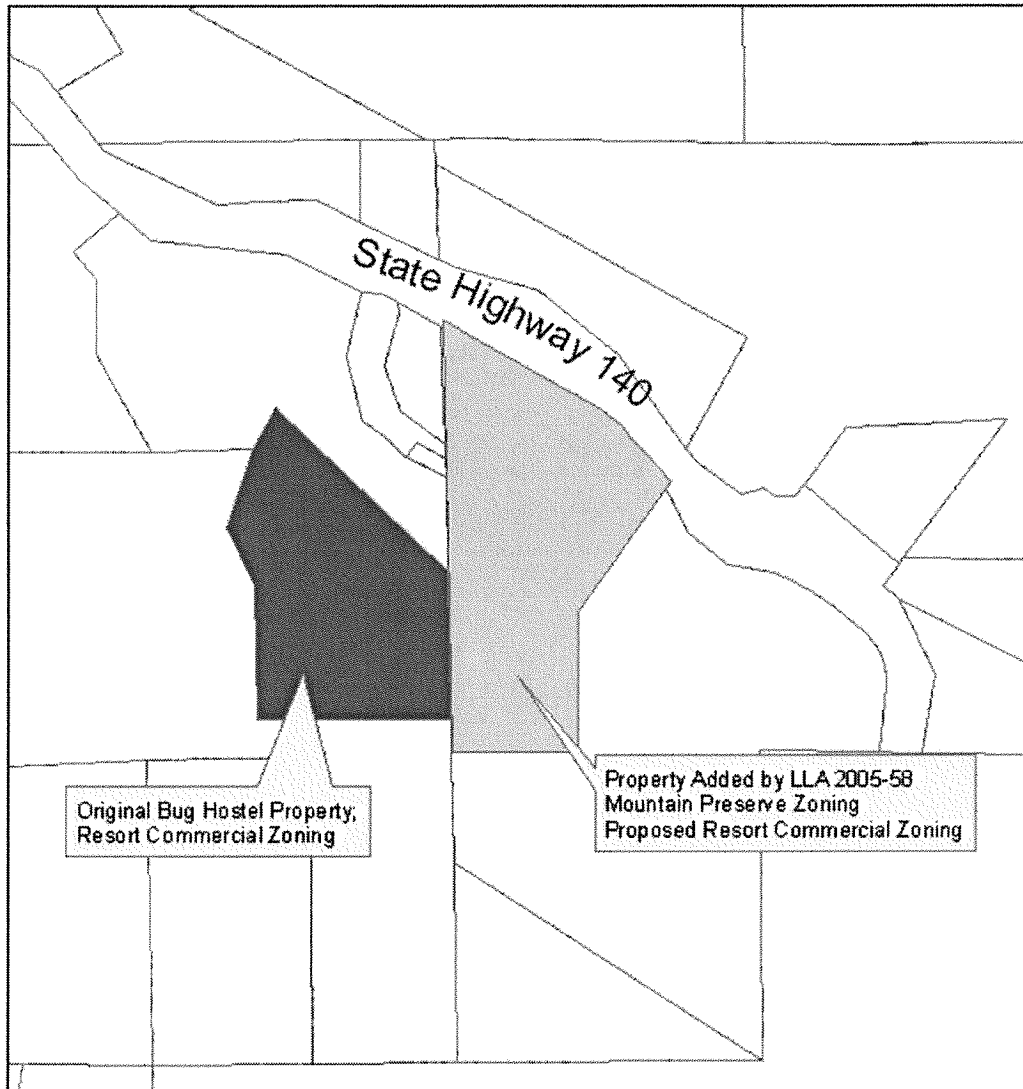 State Highway 140
Original Bug Hostel Property;
Resort Commercial Zoning
Property Added by LLA 2005-58
Mountain Preserve Zoning
Proposed Resort Commercial Zoning